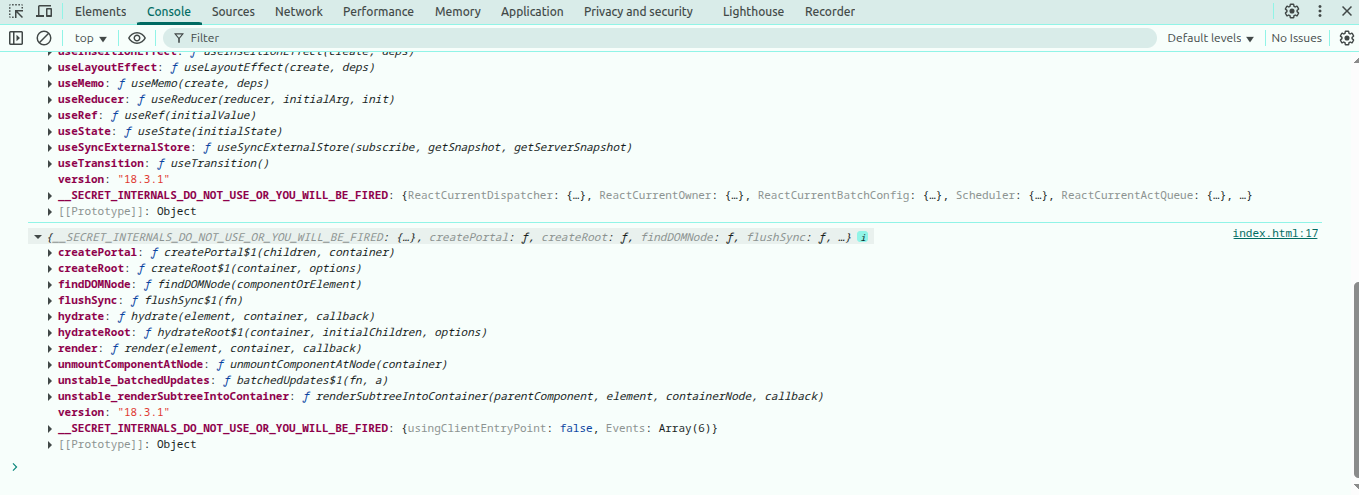 Elements Console Sources Network Performance Memory Application Privacy and security Lighthouse Recorder
top Filter Default levels No Issues
useInsertionEffect: ƒ useInsertionEffect(create, deps)
useLayoutEffect: ƒ useLayoutEffect(create, deps)
useMemo: ƒ useMemo(create, deps)
useReducer: ƒ useReducer(reducer, initialArg, init)
useRef: ƒ useRef(initialValue)
useState: ƒ useState(initialState)
useSyncExternalStore: ƒ useSyncExternalStore(subscribe, getSnapshot, getServerSnapshot)
useTransition: ƒ useTransition()
version: "18.3.1"
__SECRET_INTERNALS_DO_NOT_USE_OR_YOU_WILL_BE_FIRED: {ReactCurrentDispatcher: {…}, ReactCurrentOwner: {…}, ReactCurrentBatchConfig: {…}, Scheduler: {…}, ReactCurrentActQueue: {…}, …}
[[Prototype]]: Object
{__SECRET_INTERNALS_DO_NOT_USE_OR_YOU_WILL_BE_FIRED: {…}, createPortal: ƒ, createRoot: ƒ, findDOMNode: ƒ, flushSync: ƒ, …} i index.html:17
createPortal: ƒ createPortal$1(children, container)
createRoot: ƒ createRoot$1(container, options)
findDOMNode: ƒ findDOMNode(componentOrElement)
flushSync: ƒ flushSync$1(fn)
hydrate: ƒ hydrate(element, container, callback)
hydrateRoot: ƒ hydrateRoot$1(container, initialChildren, options)
render: ƒ render(element, container, callback)
unmountComponentAtNode: ƒ unmountComponentAtNode(container)
unstable_batchedUpdates: ƒ batchedUpdates$1(fn, a)
unstable_renderSubtreeIntoContainer: ƒ renderSubtreeIntoContainer(parentComponent, element, containerNode, callback)
version: "18.3.1"
__SECRET_INTERNALS_DO_NOT_USE_OR_YOU_WILL_BE_FIRED: {usingClientEntryPoint: false, Events: Array(6)}
[[Prototype]]: Object